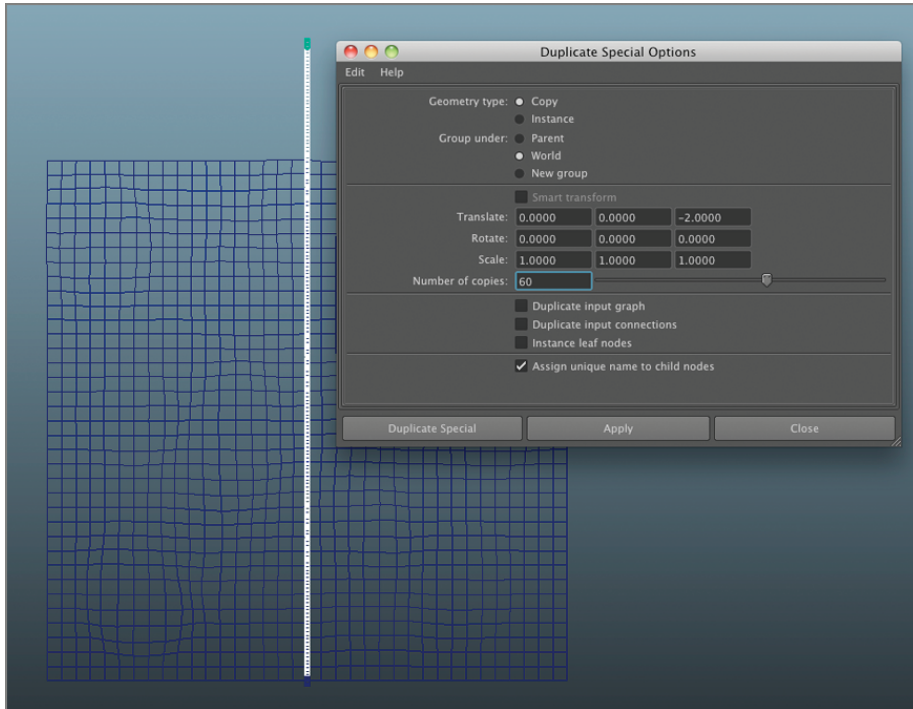 Duplicate Special Options
Edit Help
Geometry type: Copy
Instance
Group under: Parent
World
New group
Smart transform
Translate: 0.0000 0.0000 -2.0000
Rotate: 0.0000 0.0000 0.0000
Scale: 1.0000 1.0000 1.0000
Number of copies: 60
Duplicate input graph
Duplicate input connections
Instance leaf nodes
Assign unique name to child nodes
Duplicate Special Apply Close